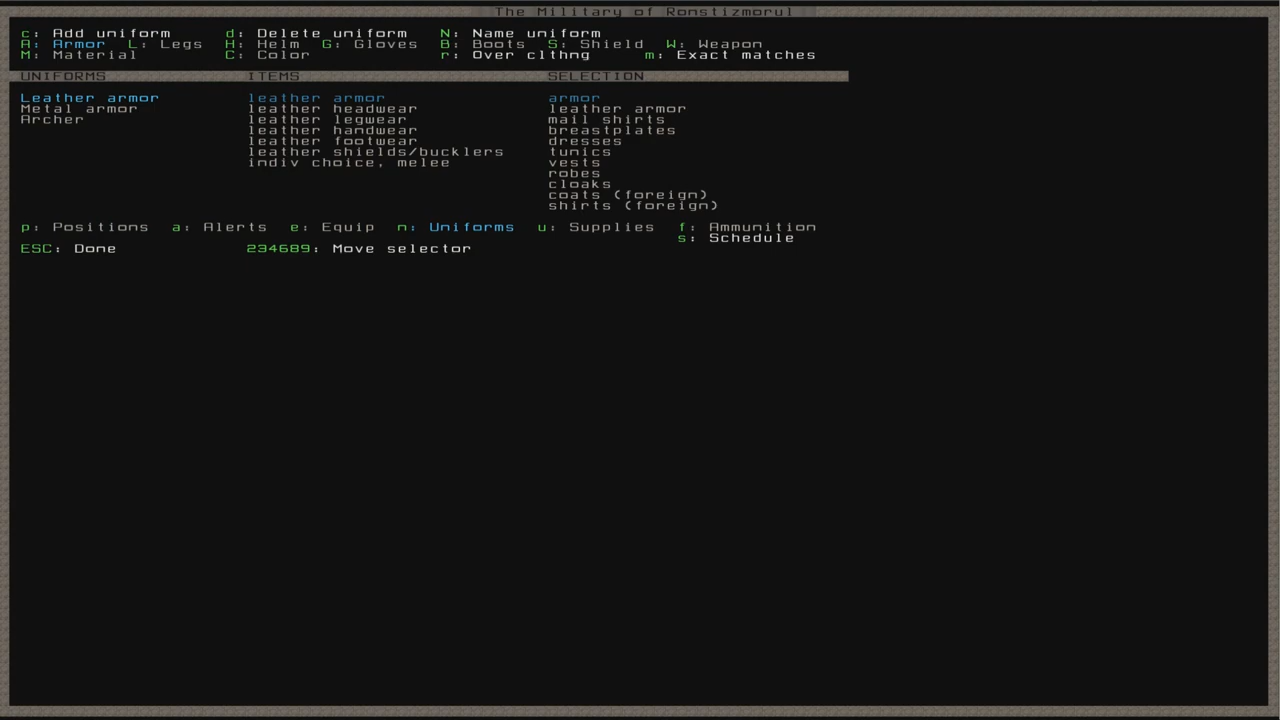 The Military of Ronstizmorul
c: Add uniform d: Delete uniform N: Name uniform
A: Armor L: Legs H: Helm G: Gloves B: Boots S: Shield W: Weapon
M: Material C: Color r: Over clthng m: Exact matches
UNIFORMS ITEMS SELECTION
Leather armor leather armor armor
Metal armor leather headwear leather armor
Archer leather legwear mail shirts
leather handwear breastplates
leather footwear dresses
leather shields/bucklers tunics
indiv choice, melee vests
robes
cloaks
coats (foreign)
shirts (foreign)
p: Positions a: Alerts e: Equip n: Uniforms u: Supplies f: Ammunition
s: Schedule
ESC: Done 234689: Move selector